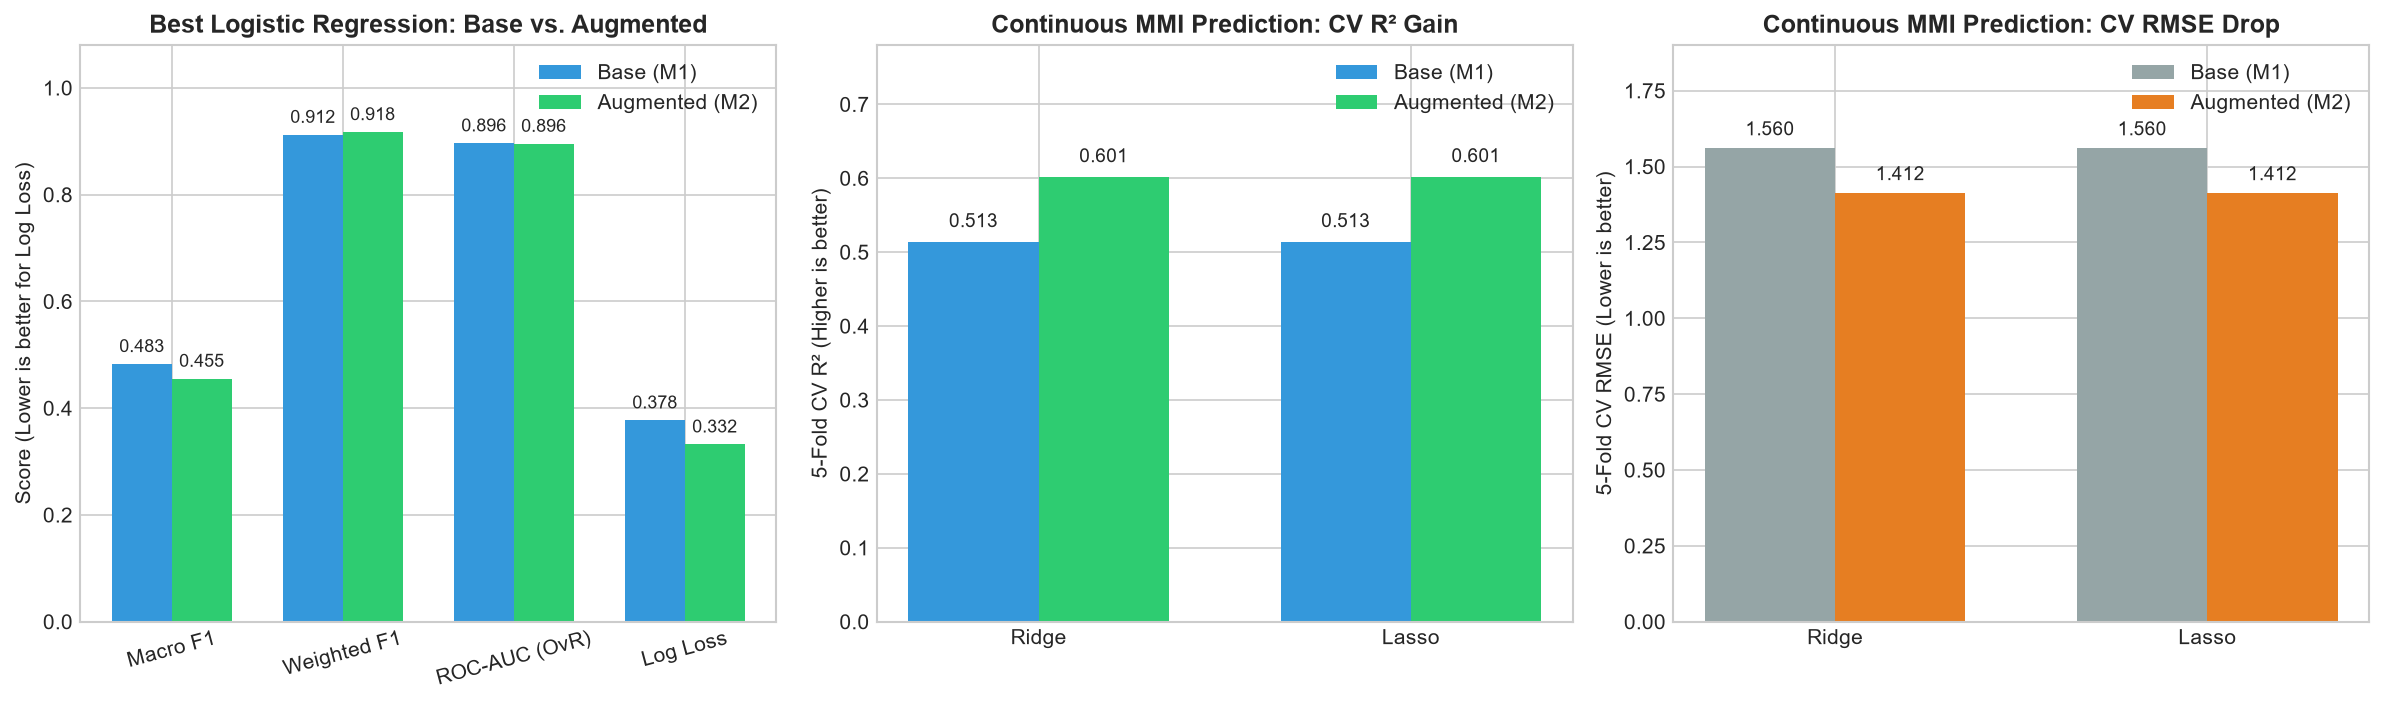 Best Logistic Regression: Base vs. Augmented
Score (Lower is better for Log Loss)
1.0
0.8
0.6
0.4
0.2
0.0
Base (M1)
Augmented (M2)
0.483
0.455
0.912
0.918
0.896
0.896
0.378
0.332
Macro F1
Weighted F1
ROC-AUC (OvR)
Log Loss
Continuous MMI Prediction: CV R² Gain
5-Fold CV R² (Higher is better)
0.7
0.6
0.5
0.4
0.3
0.2
0.1
0.0
Base (M1)
Augmented (M2)
0.513
0.601
0.513
0.601
Ridge
Lasso
Continuous MMI Prediction: CV RMSE Drop
5-Fold CV RMSE (Lower is better)
1.75
1.50
1.25
1.00
0.75
0.50
0.25
0.00
Base (M1)
Augmented (M2)
1.560
1.412
1.560
1.412
Ridge
Lasso